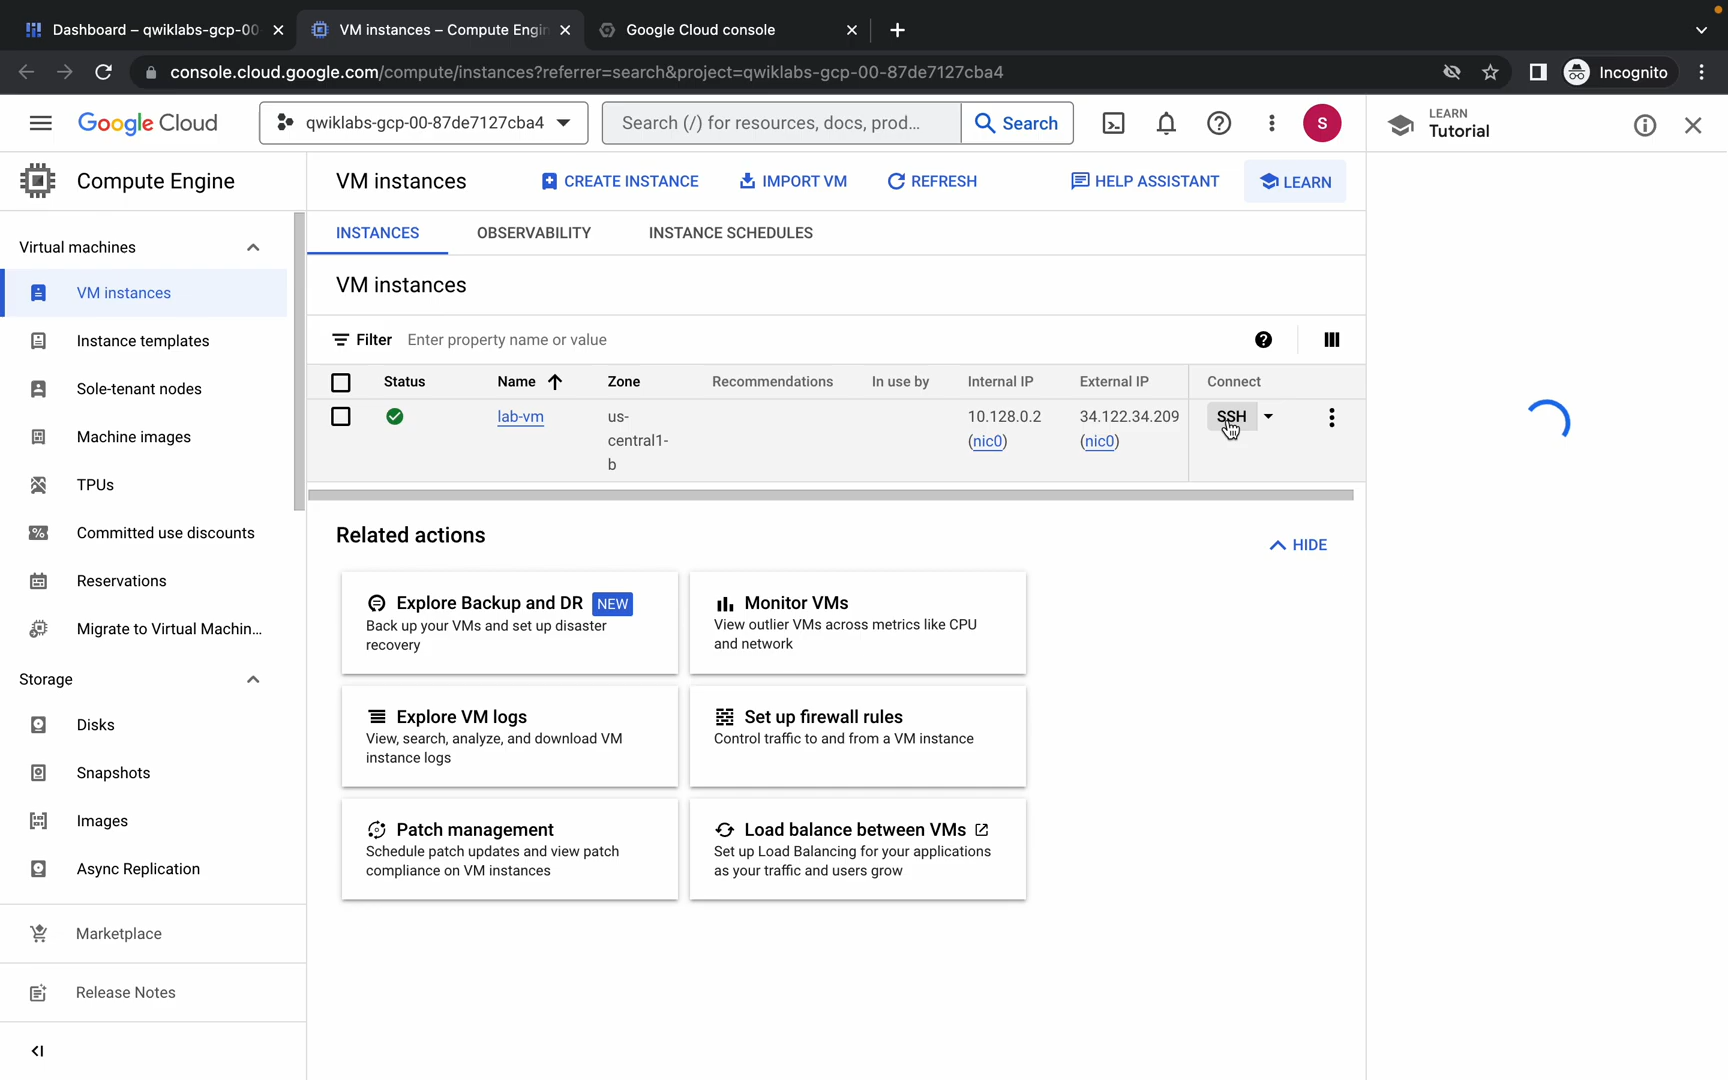 Dashboard – qwiklabs-gcp-00
VM instances – Compute Engin
Google Cloud console
console.cloud.google.com/compute/instances?referrer=search&project=qwiklabs-gcp-00-87de7127cba4
Incognito
Google Cloud
qwiklabs-gcp-00-87de7127cba4
Search (/) for resources, docs, prod...
Search
S
LEARN
Tutorial
Compute Engine
VM instances
CREATE INSTANCE
IMPORT VM
REFRESH
HELP ASSISTANT
LEARN
Virtual machines
VM instances
Instance templates
Sole-tenant nodes
Machine images
TPUs
Committed use discounts
Reservations
Migrate to Virtual Machin...
Storage
Disks
Snapshots
Images
Async Replication
Marketplace
Release Notes
INSTANCES
OBSERVABILITY
INSTANCE SCHEDULES
VM instances
Filter
Enter property name or value
Status
Name
Zone
Recommendations
In use by
Internal IP
External IP
Connect
lab-vm
us-
central1-
b
10.128.0.2
(nic0)
34.122.34.209
(nic0)
SSH
Related actions
HIDE
Explore Backup and DR NEW
Back up your VMs and set up disaster
recovery
Monitor VMs
View outlier VMs across metrics like CPU
and network
Explore VM logs
View, search, analyze, and download VM
instance logs
Set up firewall rules
Control traffic to and from a VM instance
Patch management
Schedule patch updates and view patch
compliance on VM instances
Load balance between VMs
Set up Load Balancing for your applications
as your traffic and users grow